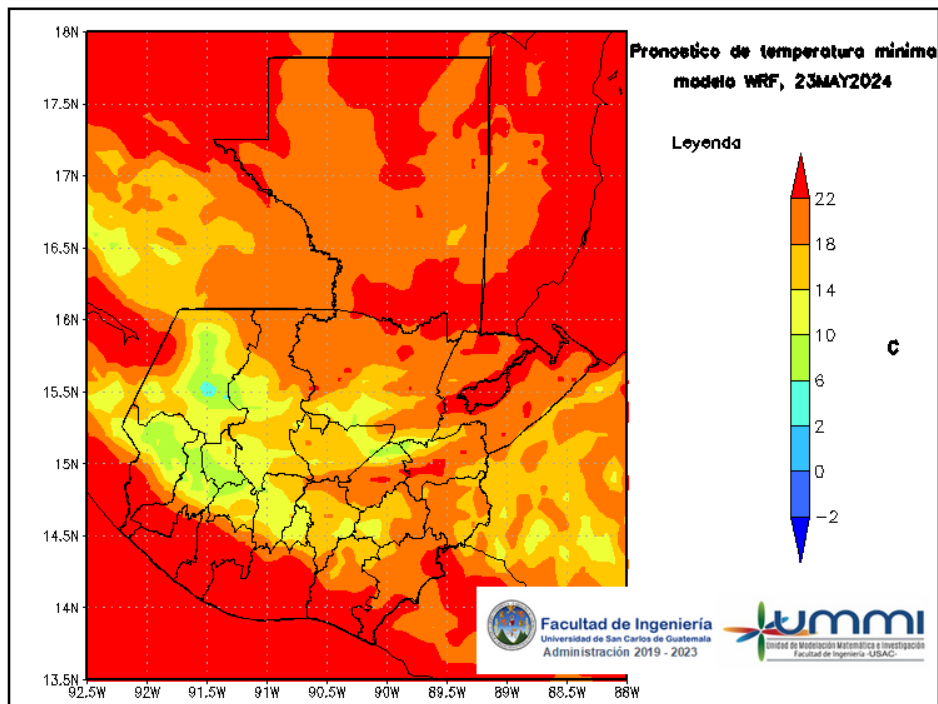 Pronostico de temperatura minima
modelo WRF, 23MAY2024
Leyenda
22
18
14
10
6
2
0
−2
C
18N
17.5N
17N
16.5N
16N
15.5N
15N
14.5N
14N
13.5N
92.5W 92W 91.5W 91W 90.5W 90W 89.5W 89W 88.5W 88W
Facultad de Ingeniería
Universidad de San Carlos de Guatemala
Administración 2019 - 2023
ummi
Unidad de Modelación Matemática e Investigación
Facultad de Ingeniería -USAC-